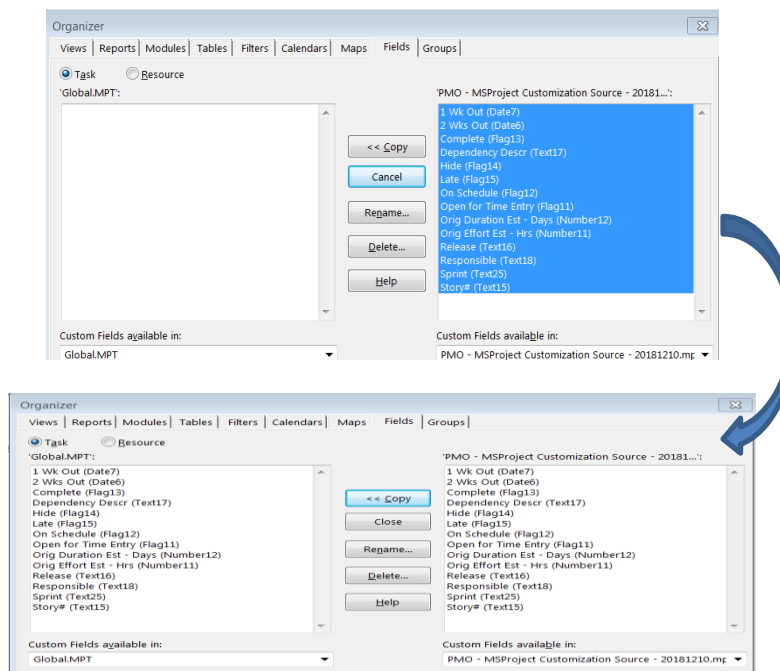 Organizer
Views Reports Modules Tables Filters Calendars Maps Fields Groups
Task Resource
'Global.MPT': 'PMO - MSProject Customization Source - 20181...':
1 Wk Out (Date7)
2 Wks Out (Date6)
Complete (Flag13)
Dependency Descr (Text17)
Hide (Flag14)
Late (Flag15)
On Schedule (Flag12)
Open for Time Entry (Flag11)
Orig Duration Est - Days (Number12)
Orig Effort Est - Hrs (Number11)
Release (Text16)
Responsible (Text18)
Sprint (Text25)
Story# (Text15)
<< Copy
Cancel
Rename...
Delete...
Help
Custom Fields available in: Custom Fields available in:
Global.MPT PMO - MSProject Customization Source - 20181210.mp
Organizer
Views Reports Modules Tables Filters Calendars Maps Fields Groups
Task Resource
'Global.MPT': 'PMO - MSProject Customization Source - 20181...':
1 Wk Out (Date7)
2 Wks Out (Date6)
Complete (Flag13)
Dependency Descr (Text17)
Hide (Flag14)
Late (Flag15)
On Schedule (Flag12)
Open for Time Entry (Flag11)
Orig Duration Est - Days (Number12)
Orig Effort Est - Hrs (Number11)
Release (Text16)
Responsible (Text18)
Sprint (Text25)
Story# (Text15)
<< Copy
Close
Rename...
Delete...
Help
1 Wk Out (Date7)
2 Wks Out (Date6)
Complete (Flag13)
Dependency Descr (Text17)
Hide (Flag14)
Late (Flag15)
On Schedule (Flag12)
Open for Time Entry (Flag11)
Orig Duration Est - Days (Number12)
Orig Effort Est - Hrs (Number11)
Release (Text16)
Responsible (Text18)
Sprint (Text25)
Story# (Text15)
Custom Fields available in: Custom Fields available in:
Global.MPT PMO - MSProject Customization Source - 20181210.mp